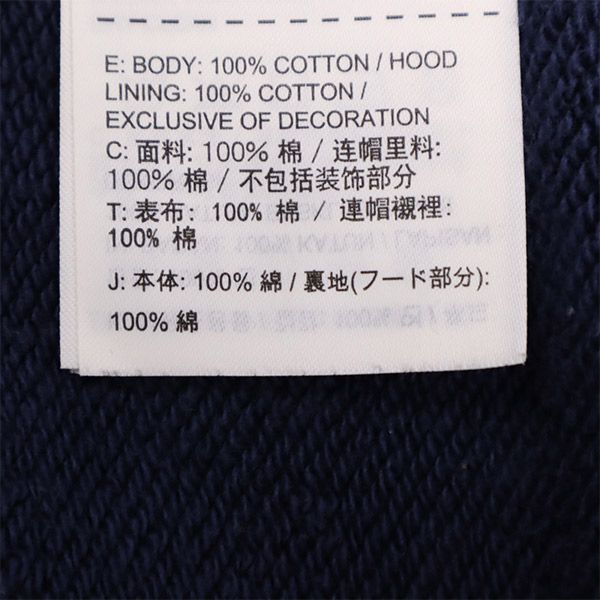 E: BODY: 100% COTTON / HOOD
LINING: 100% COTTON /
EXCLUSIVE OF DECORATION
C: 面料: 100% 棉 / 连帽里料:
100% 棉 / 不包括装饰部分
T: 表布: 100% 棉 / 連帽襯裡:
100% 棉
J: 本体: 100% 綿 / 裏地(フード部分):
100% 綿